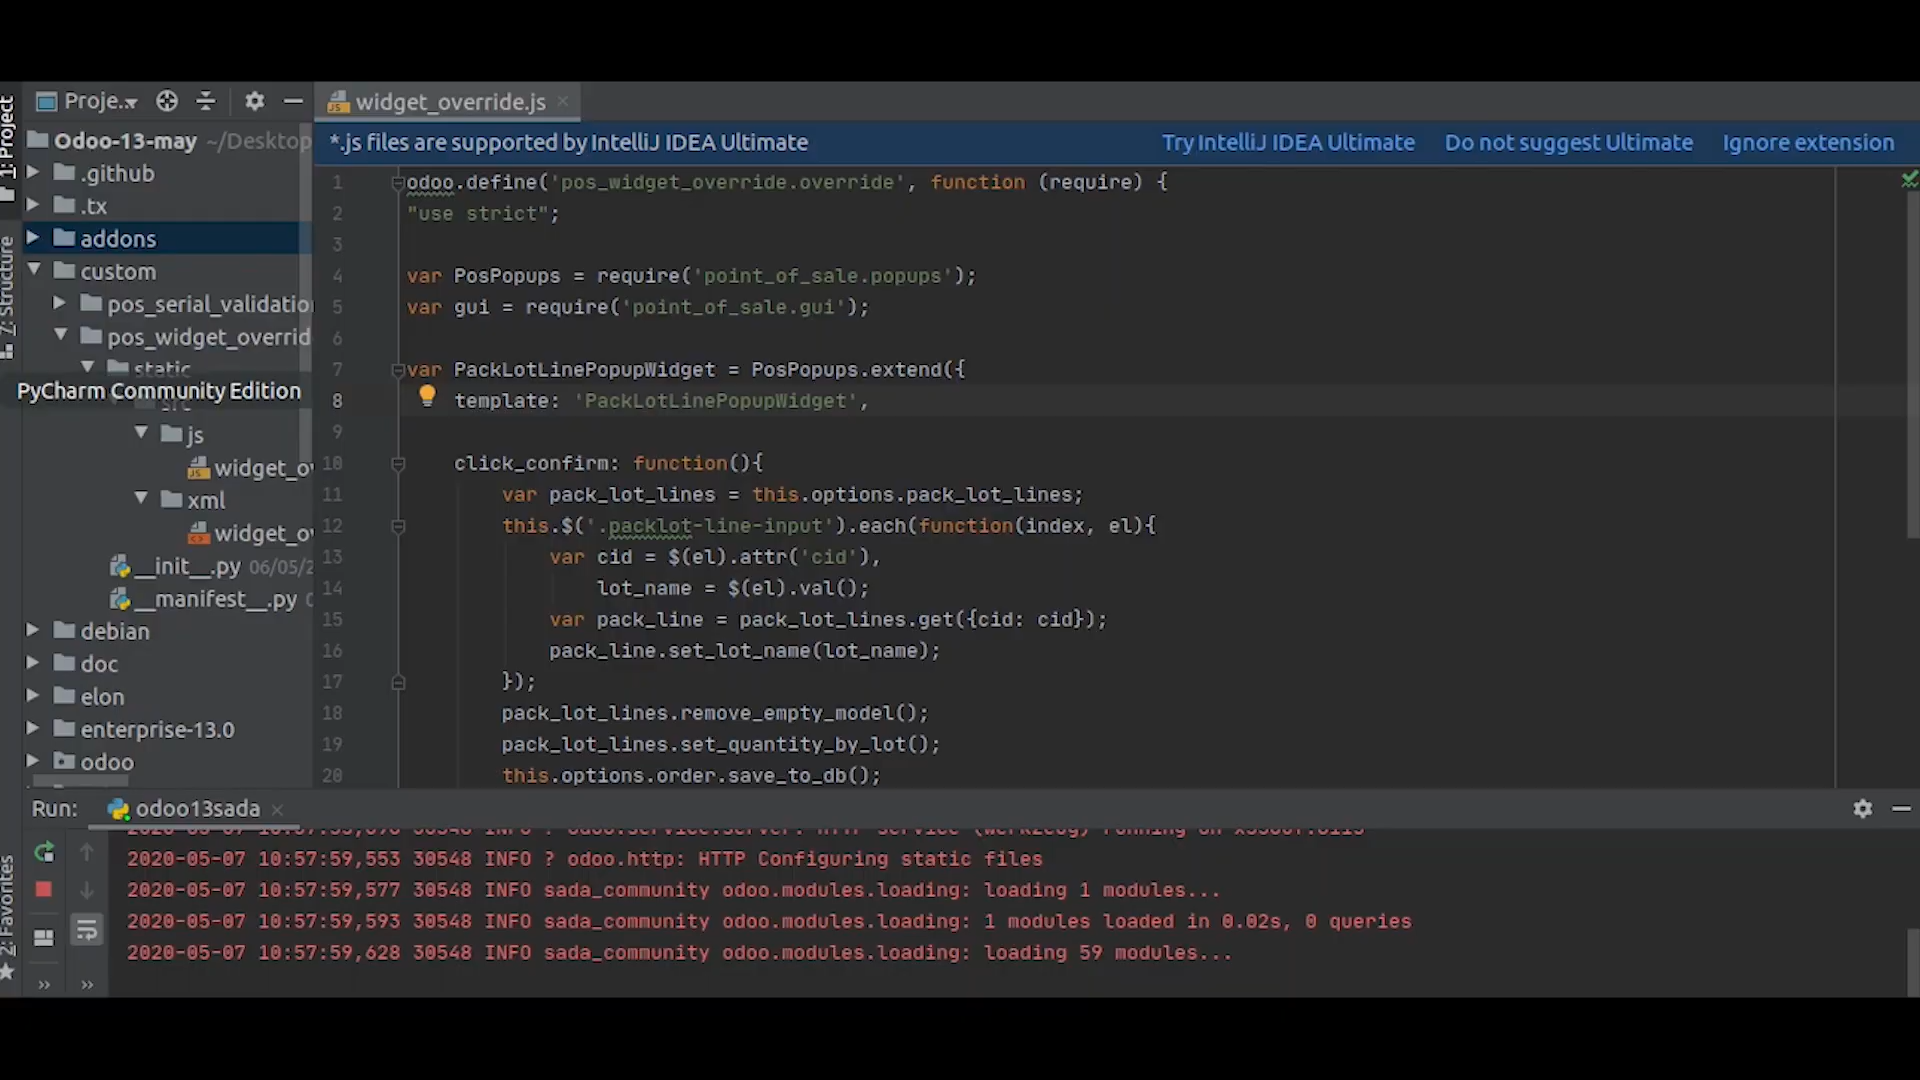 1: Project
7: Structure
2: Favorites
Proje..
Odoo-13-may ~/Desktop
.github
.tx
addons
custom
pos_serial_validatio
pos_widget_overrid
static
PyCharm Community Edition
src
js
widget_o
xml
widget_o
__init__.py 06/05/2
__manifest__.py
debian
doc
elon
enterprise-13.0
odoo
widget_override.js
*.js files are supported by IntelliJ IDEA Ultimate
Try IntelliJ IDEA Ultimate Do not suggest Ultimate Ignore extension
1 odoo.define('pos_widget_override.override', function (require) {
2 "use strict";
3
4 var PosPopups = require('point_of_sale.popups');
5 var gui = require('point_of_sale.gui');
6
7 var PackLotLinePopupWidget = PosPopups.extend({
8 template: 'PackLotLinePopupWidget',
9
10 click_confirm: function(){
11 var pack_lot_lines = this.options.pack_lot_lines;
12 this.$('.packlot-line-input').each(function(index, el){
13 var cid = $(el).attr('cid'),
14 lot_name = $(el).val();
15 var pack_line = pack_lot_lines.get({cid: cid});
16 pack_line.set_lot_name(lot_name);
17 });
18 pack_lot_lines.remove_empty_model();
19 pack_lot_lines.set_quantity_by_lot();
20 this.options.order.save_to_db();
Run: odoo13sada
2020-05-07 10:57:59,553 30548 INFO ? odoo.http: HTTP Configuring static files
2020-05-07 10:57:59,577 30548 INFO sada_community odoo.modules.loading: loading 1 modules...
2020-05-07 10:57:59,593 30548 INFO sada_community odoo.modules.loading: 1 modules loaded in 0.02s, 0 queries
2020-05-07 10:57:59,628 30548 INFO sada_community odoo.modules.loading: loading 59 modules...